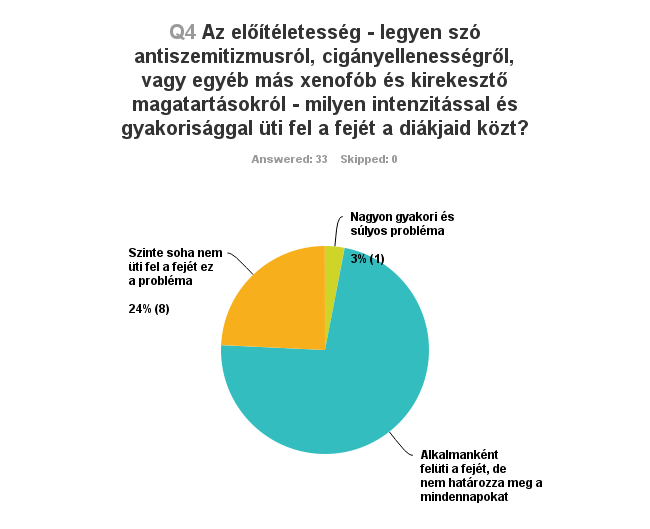 Q4 Az előítéletesség - legyen szó
antiszemitizmusról, cigányellenességről,
vagy egyéb más xenofób és kirekesztő
magatartásokról - milyen intenzitással és
gyakorisággal üti fel a fejét a diákjaid közt?
Answered: 33 Skipped: 0
Nagyon gyakori és
súlyos probléma
3% (1)
Szinte soha nem
üti fel a fejét ez
a probléma
24% (8)
Alkalmanként
felüti a fejét, de
nem határozza meg a
mindennapokat